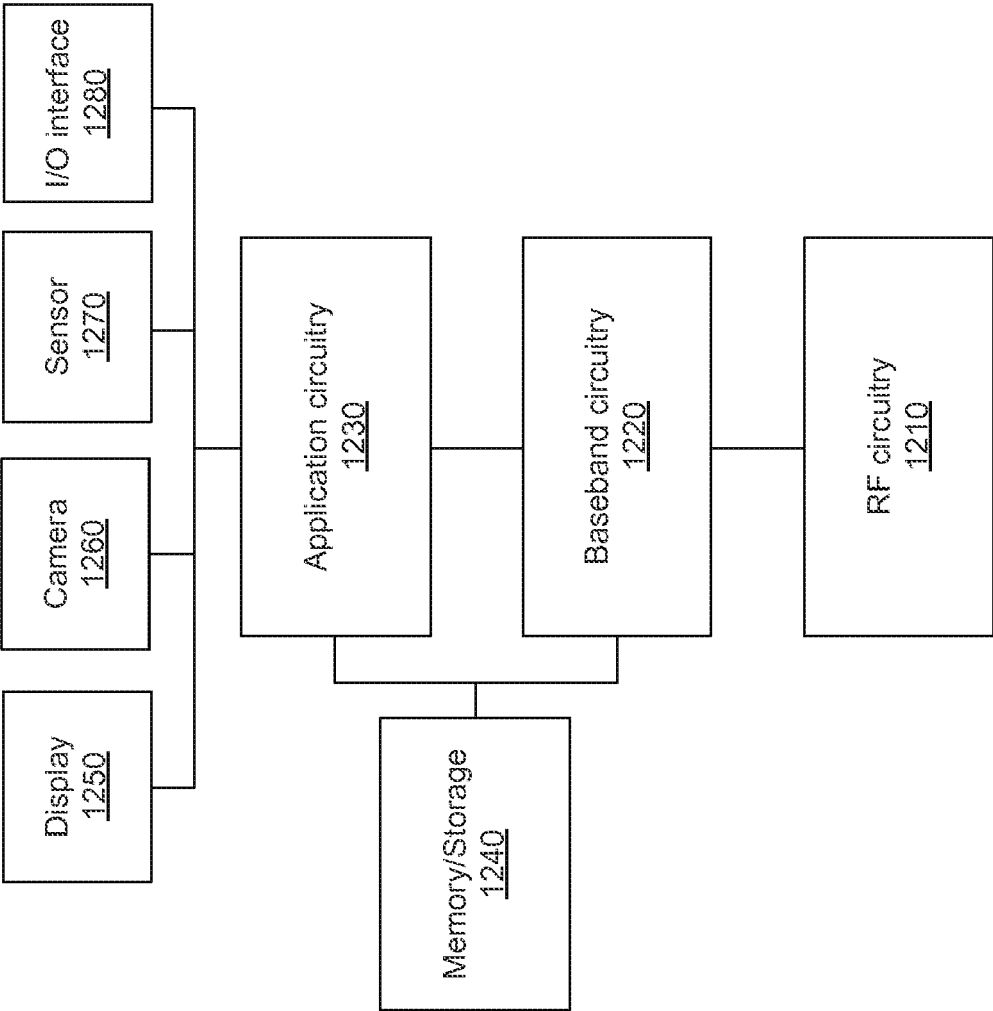 Display
1250
Camera
1260
Sensor
1270
I/O interface
1280
Application circuitry
1230
Memory/Storage
1240
Baseband circuitry
1220
RF circuitry
1210